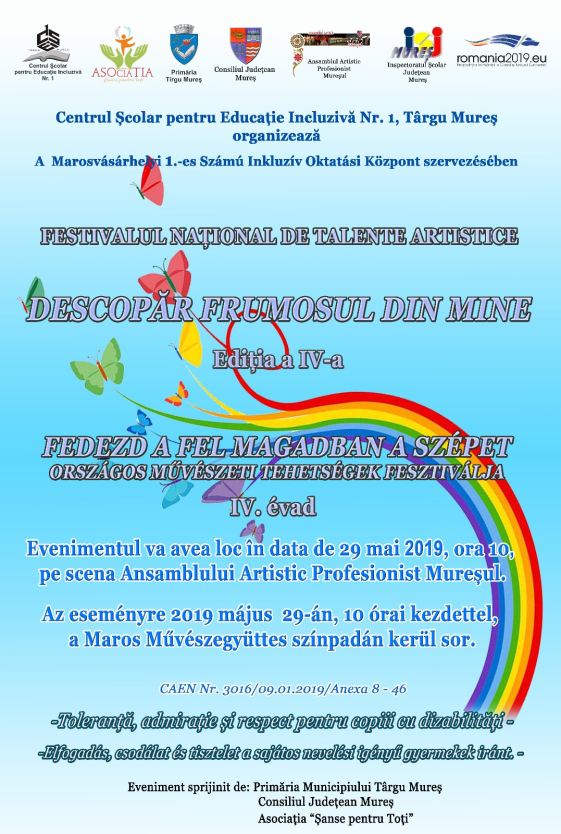 Centrul Școlar
pentru Educație Incluzivă
Nr. 1
ASOCIAȚIA
Primăria
Tîrgu Mureș
Consiliul Județean
Mureș
Ansamblul Artistic
Profesionist
Mureșul
MUREȘ
Inspectoratul Școlar
Județean
Mureș
romania2019.eu
Centrul Școlar pentru Educație Incluzivă Nr. 1, Târgu Mureș
organizează
A Marosvásárhelyi 1.-es Számú Inkluzív Oktatási Központ szervezésében
FESTIVALUL NAȚIONAL DE TALENTE ARTISTICE
DESCOPĂR FRUMOSUL DIN MINE
Ediția a IV-a
FEDEZD A FEL MAGADBAN A SZÉPET
ORSZÁGOS MŰVÉSZETI TEHETSÉGEK FESZTIVÁLJA
IV. évad
Evenimentul va avea loc în data de 29 mai 2019, ora 10,
pe scena Ansamblului Artistic Profesionist Mureșul.
Az eseményre 2019 május 29-án, 10 órai kezdettel,
a Maros Művészegyüttes színpadán kerül sor.
CAEN Nr. 3016/09.01.2019/Anexa 8 - 46
-Toleranță, admirație și respect pentru copiii cu dizabilități -
-Elfogadás, csodálat és tisztelet a sajátos nevelési igényű gyermekek iránt. -
Eveniment sprijinit de: Primăria Municipiului Târgu Mureș
Consiliul Județean Mureș
Asociația "Șanse pentru Toți"